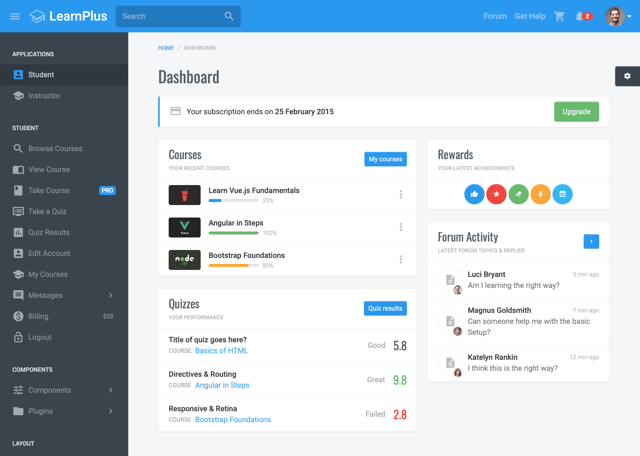 LearnPlus
Search
Forum Get Help 2
APPLICATIONS
Student
Instructor
STUDENT
Browse Courses
View Course
Take Course PRO
Take a Quiz
Quiz Results
Edit Account
My Courses
Messages
Billing $25
Logout
COMPONENTS
Components
Plugins
LAYOUT
HOME / DASHBOARD
Dashboard
Your subscription ends on 25 February 2015
Upgrade
Courses
YOUR RECENT COURSES
My courses
Learn Vue.js Fundamentals
25%
Angular in Steps
100%
Bootstrap Foundations
80%
Quizzes
YOUR PERFORMANCE
Quiz results
Title of quiz goes here?
COURSE Basics of HTML
Good 5.8
Directives & Routing
COURSE Angular in Steps
Great 9.8
Responsive & Retina
COURSE Bootstrap Foundations
Failed 2.8
Rewards
YOUR LATEST ACHIEVEMENTS
Forum Activity
LATEST FORUM TOPICS & REPLIES
Luci Bryant 5 min ago
Am I learning the right way?
Magnus Goldsmith 7 min ago
Can someone help me with the basic
Setup?
Katelyn Rankin 12 min ago
I think this is the right way?